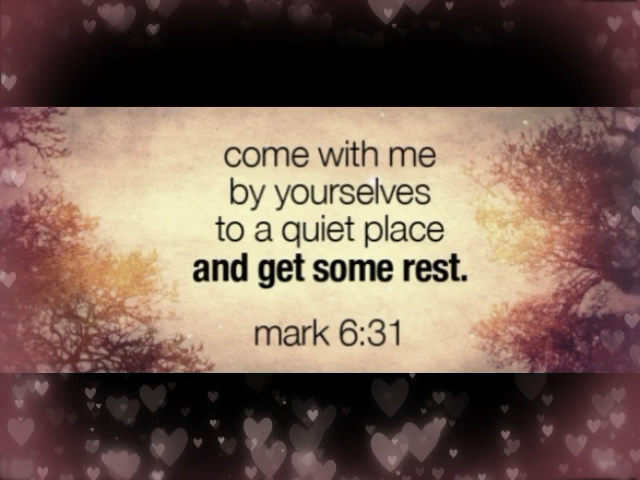 come with me
by yourselves
to a quiet place
and get some rest.
mark 6:31